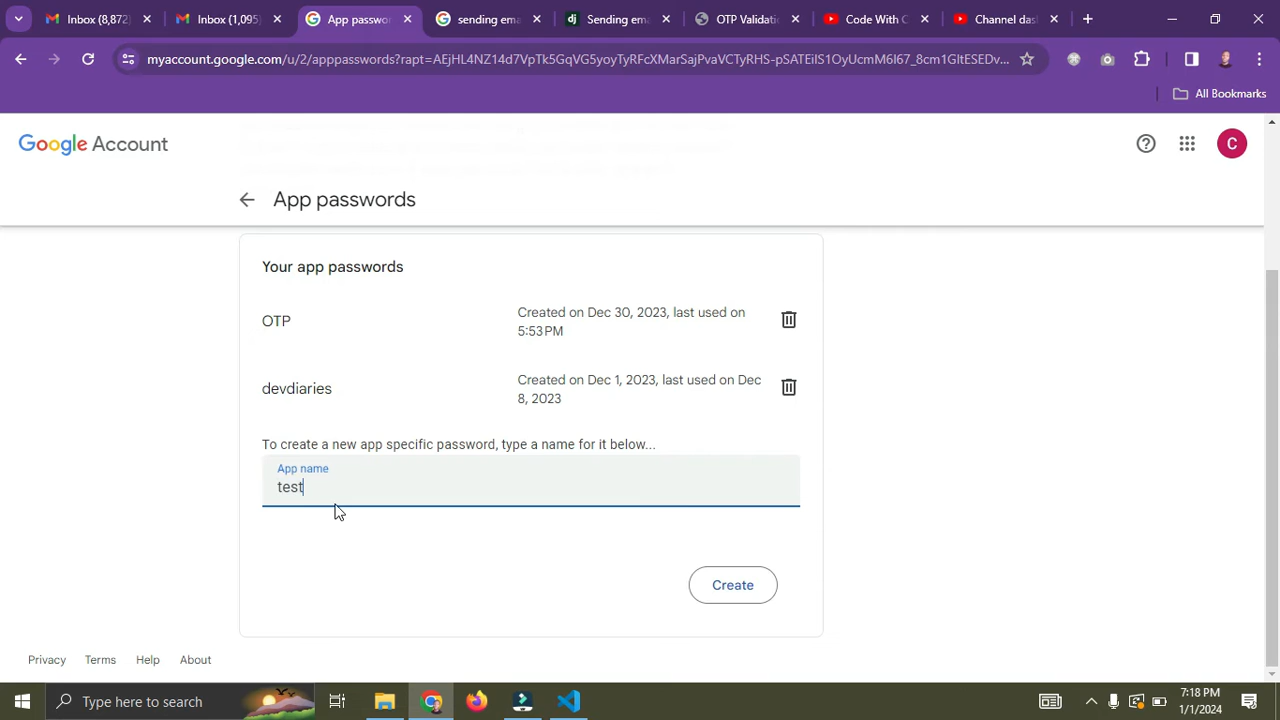 Inbox (8,872)
Inbox (1,095)
App passwo
sending ema
Sending em
OTP Valida
Code With C
Channel das
myaccount.google.com/u/2/apppasswords?rapt=AEjHL4NZ14d7VpTk5GqVG5yoyTyRFcXMarSajPvaVCTyRHS-pSATEilS1OyUcmM6l67_8cm1GltESEDv...
All Bookmarks
Google Account
C
App passwords
Your app passwords
OTP
Created on Dec 30, 2023, last used on
5:53 PM
devdiaries
Created on Dec 1, 2023, last used on Dec
8, 2023
To create a new app specific password, type a name for it below...
App name
test
Create
Privacy
Terms
Help
About
Type here to search
7:18 PM
1/1/2024